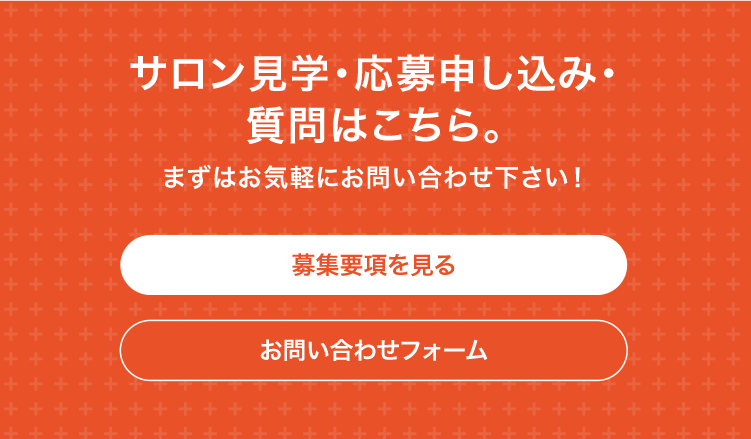 サロン見学・応募申し込み・
質問はこちら。
まずはお気軽にお問い合わせ下さい！
募集要項を見る
お問い合わせフォーム